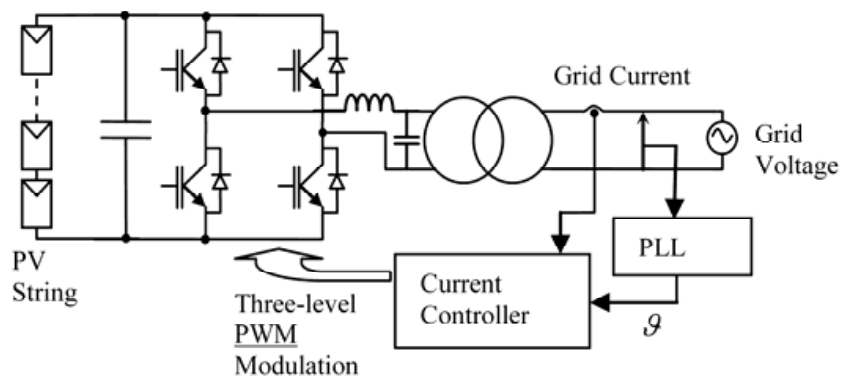 Grid Current
Grid
Voltage
PV
String
PLL
Current
Controller
Three-level
PWM
Modulation
ϑ